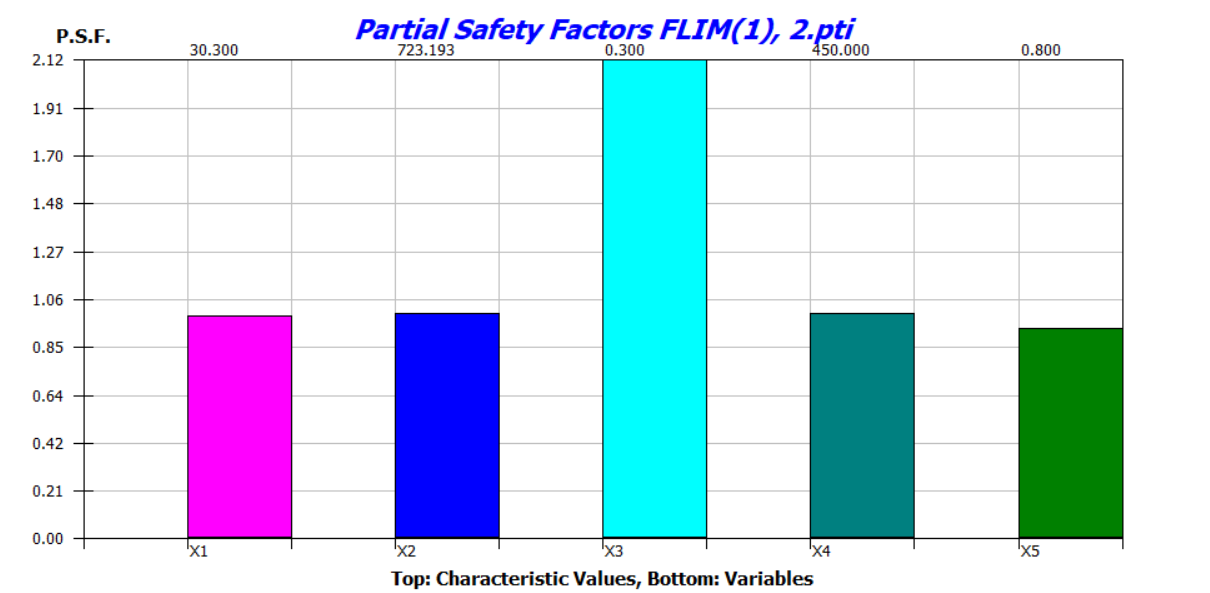 Partial Safety Factors FLIM(1), 2.pti
P.S.F.
30.300 723.193 0.300 450.000 0.800
2.12
1.91
1.70
1.48
1.27
1.06
0.85
0.64
0.42
0.21
0.00
X1 X2 X3 X4 X5
Top: Characteristic Values, Bottom: Variables